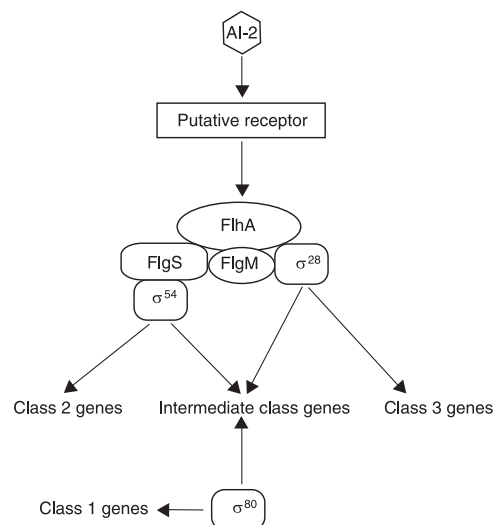 AI-2
Putative receptor
FlhA
FlgS
FlgM
σ²⁸
σ⁵⁴
Class 2 genes
Intermediate class genes
Class 3 genes
Class 1 genes
σ⁸⁰